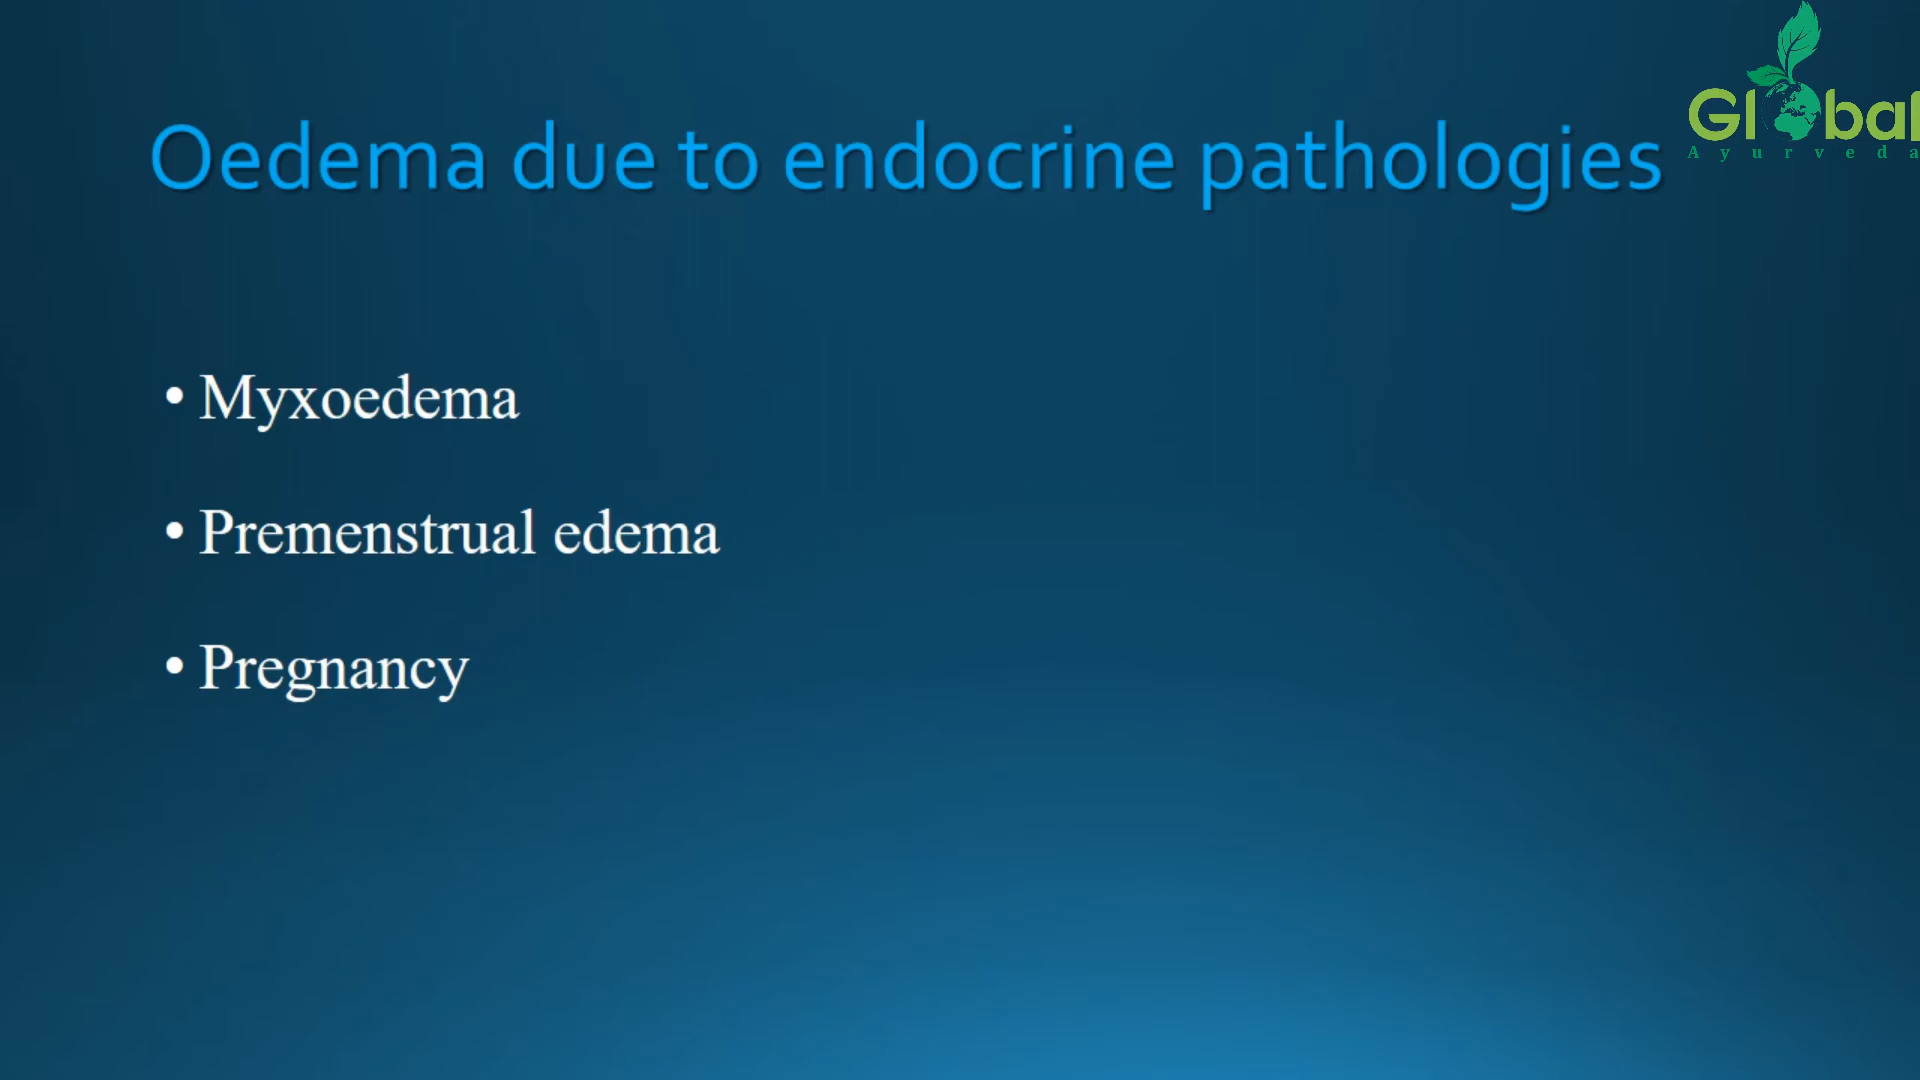 Global
Ayurveda
Oedema due to endocrine pathologies
• Myxoedema
• Premenstrual edema
• Pregnancy